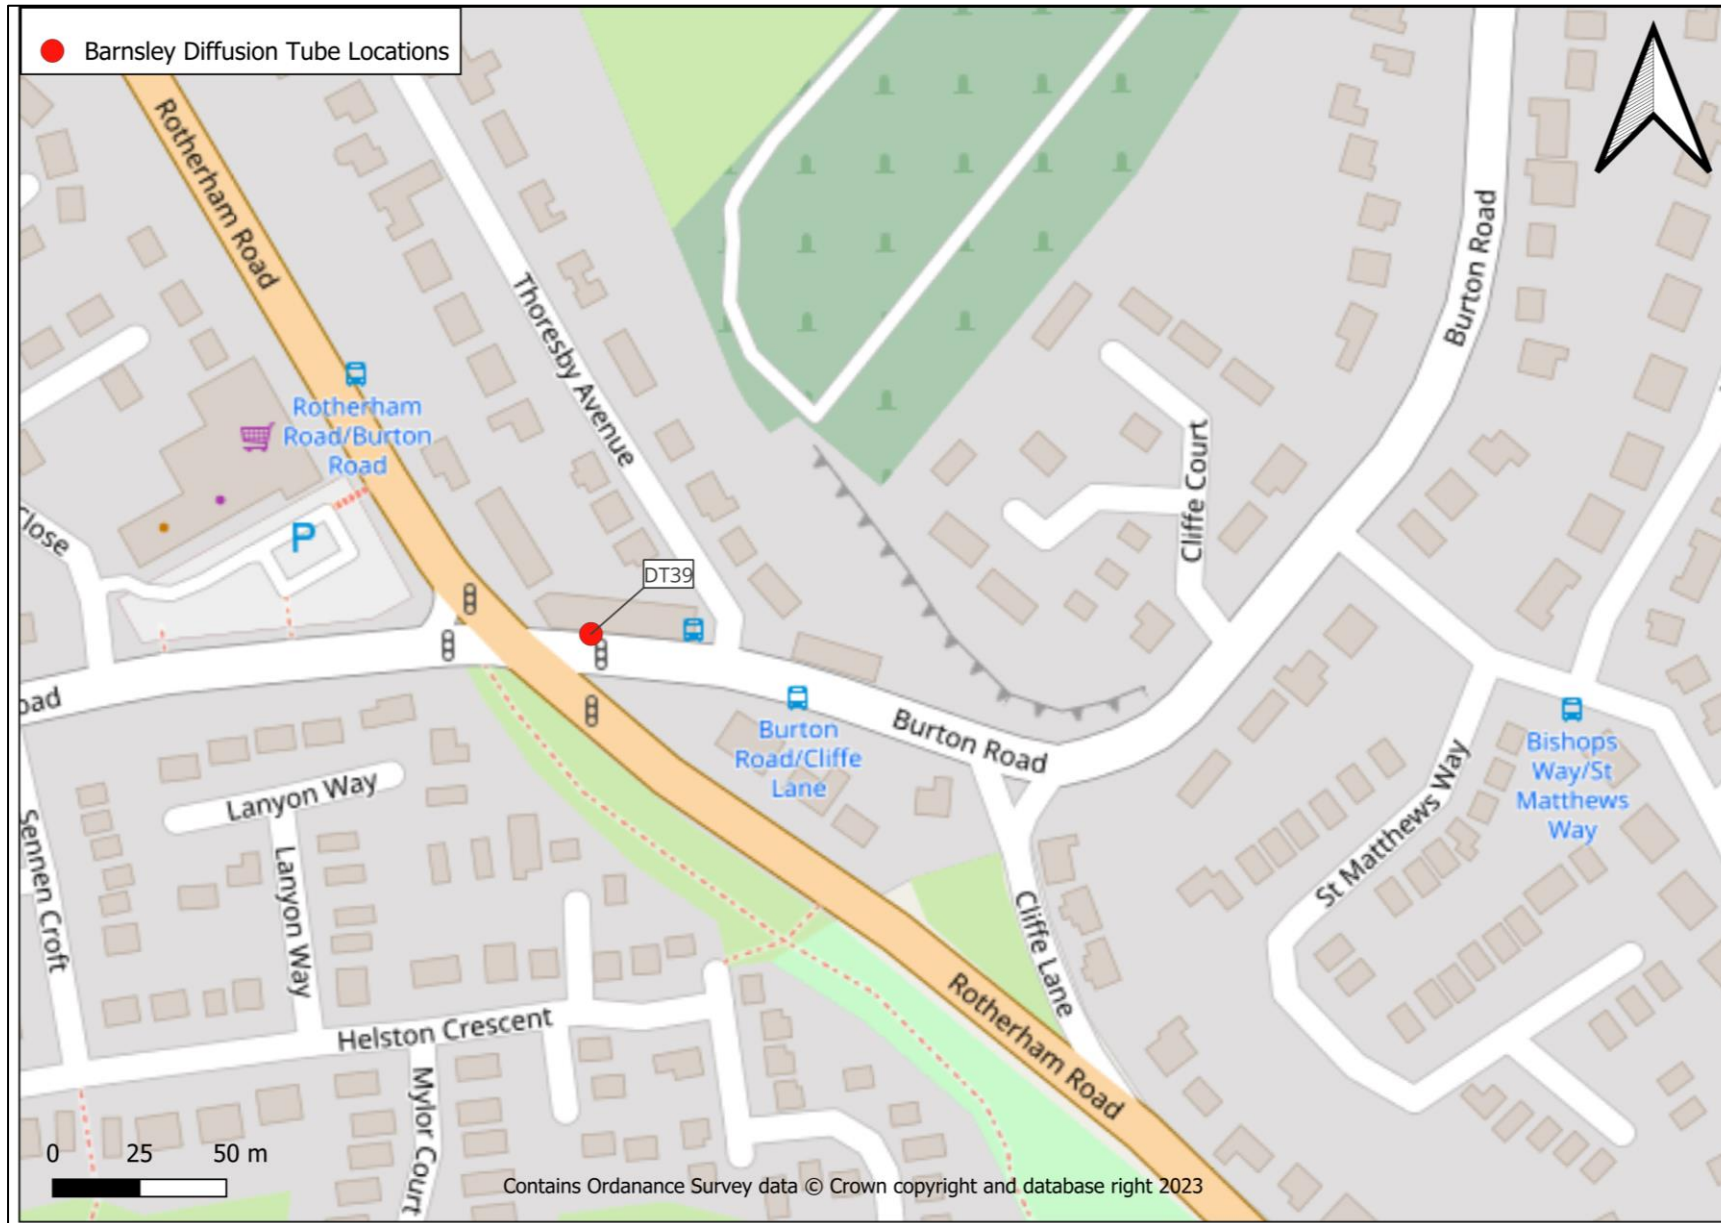 Barnsley Diffusion Tube Locations
Rotherham Road
Burton Road
Thoresby Avenue
Burton Road
Rotherham
Road/Burton
Road
P
Cliffe Court
Close
DT39
oad
Burton
Road/Cliffe
Lane
Burton Road
Bishops
Way/St
Matthews
Way
Lanyon Way
St Matthews Way
Sennen Croft
Lanyon Way
Cliffe Lane
Rotherham Road
Helston Crescent
Mylor Court
0 25 50 m
Contains Ordanance Survey data © Crown copyright and database right 2023